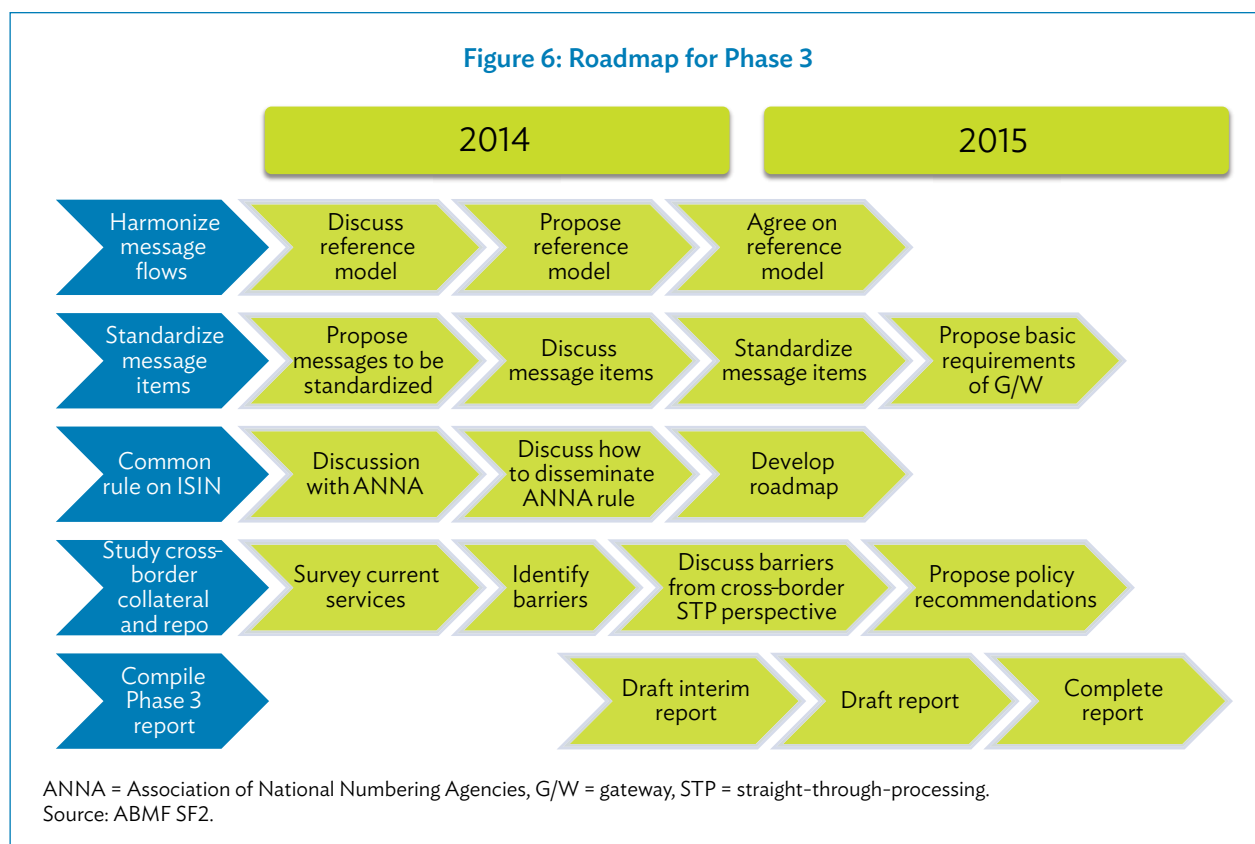 Figure 6: Roadmap for Phase 3
2014
2015
Harmonize
message
flows
Discuss
reference
model
Propose
reference
model
Agree on
reference
model
Standardize
message
items
Propose
messages to be
standardized
Discuss
message items
Standardize
message items
Propose basic
requirements
of G/W
Common
rule on ISIN
Discussion
with ANNA
Discuss how
to disseminate
ANNA rule
Develop
roadmap
Study cross-
border
collateral
and repo
Survey current
services
Identify
barriers
Discuss barriers
from cross-border
STP perspective
Propose policy
recommendations
Compile
Phase 3
report
Draft interim
report
Draft report
Complete
report
ANNA = Association of National Numbering Agencies, G/W = gateway, STP = straight-through-processing.
Source: ABMF SF2.